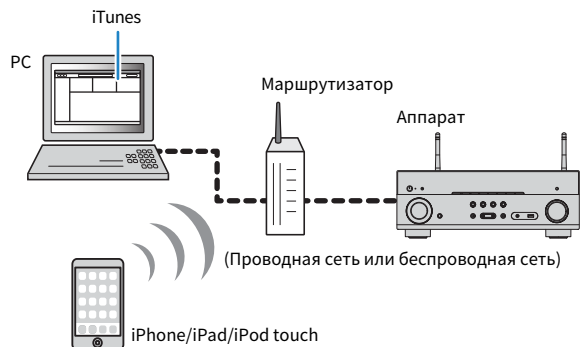 iTunes
PC
Маршрутизатор
Аппарат
(Проводная сеть или беспроводная сеть)
iPhone/iPad/iPod touch